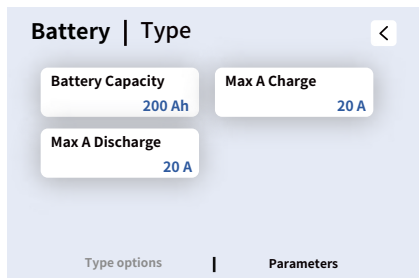 Battery | Type
Battery Capacity
200 Ah
Max A Charge
20 A
Max A Discharge
20 A
Type options | Parameters